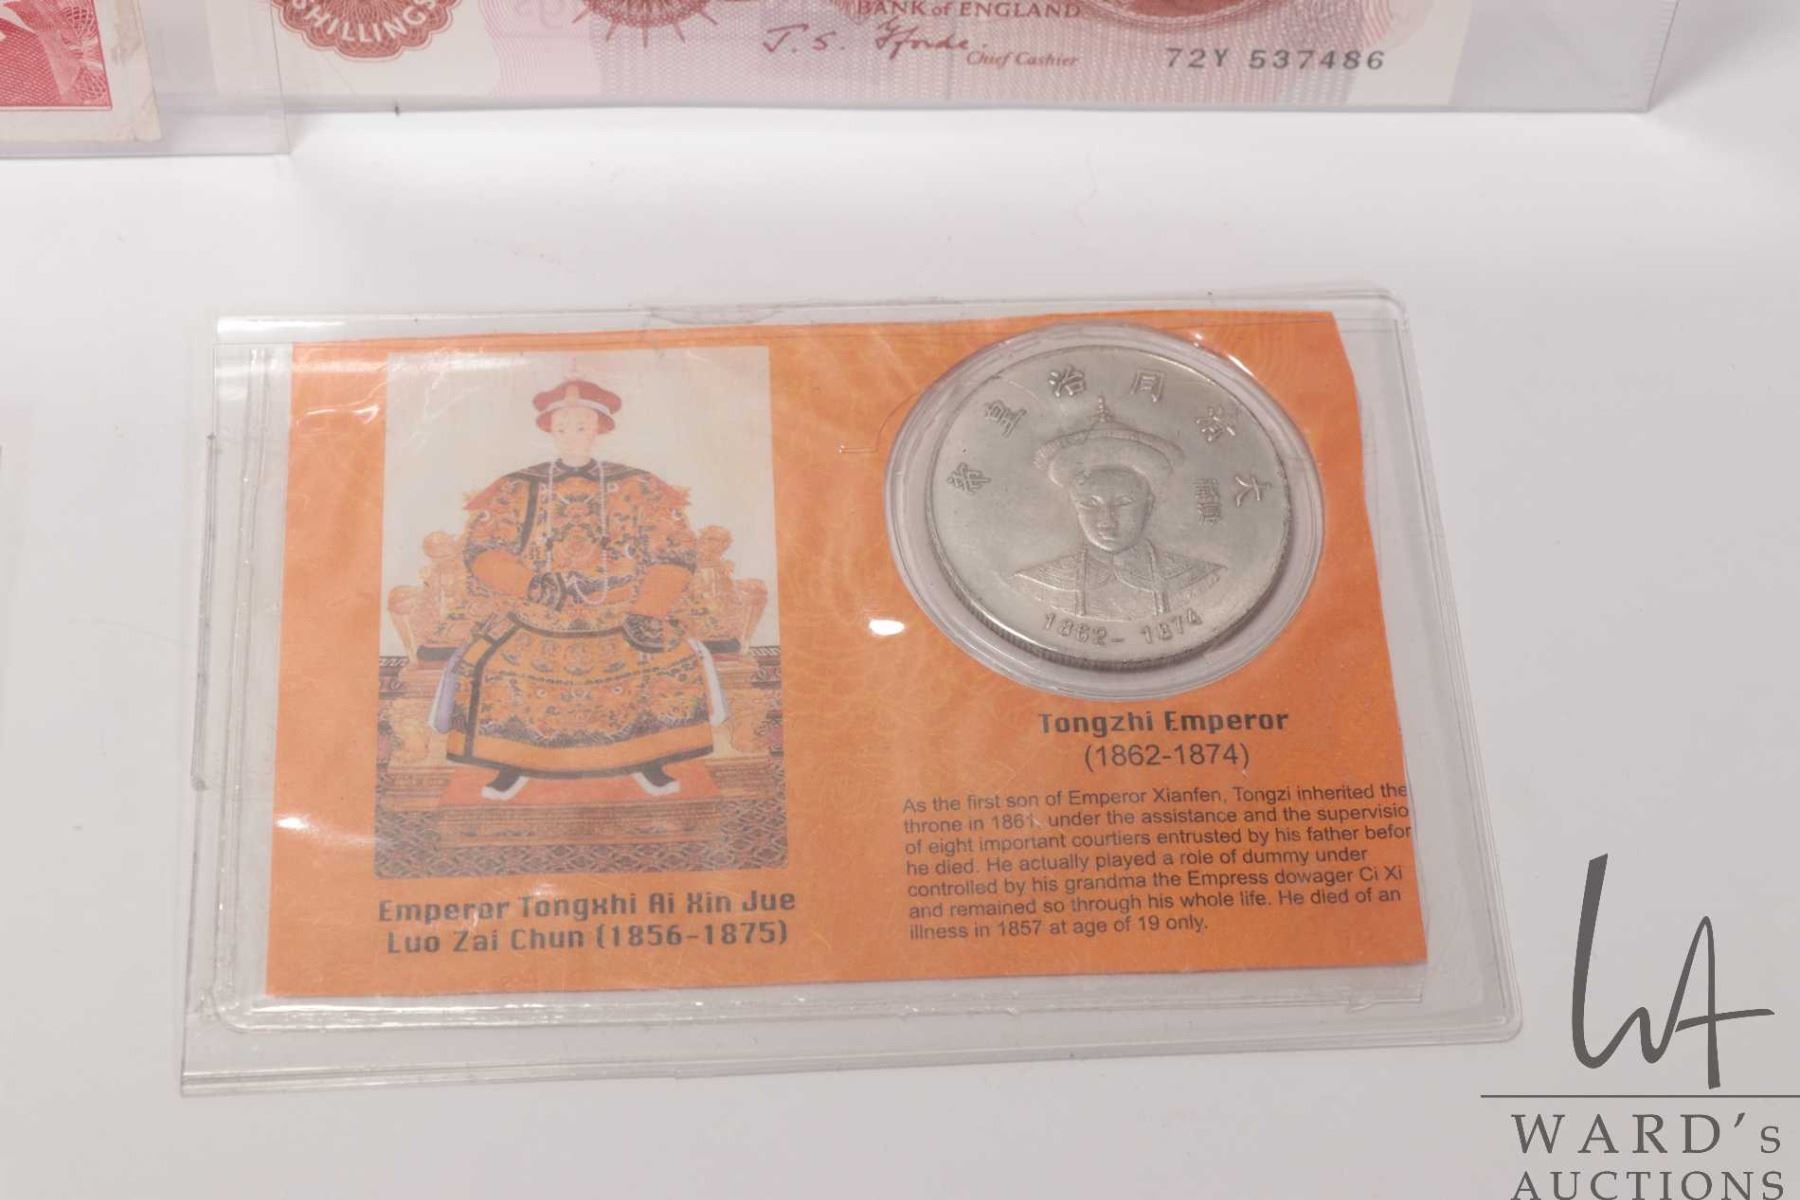 SHILLINGS
BANK of ENGLAND
J. S. Fforde.
Chief Cashier
72Y 537486
大清同治皇帝
1862-1874
Tongzhi Emperor
(1862-1874)
As the first son of Emperor Xianfen, Tongzi inherited the
throne in 1861, under the assistance and the supervisio
of eight important courtiers entrusted by his father befor
he died. He actually played a role of dummy under
controlled by his grandma the Empress dowager Ci Xi
and remained so through his whole life. He died of an
illness in 1857 at age of 19 only.
Emperor Tongxhi Ai Xin Jue
Luo Zai Chun (1856-1875)
WARD's
AUCTIONS